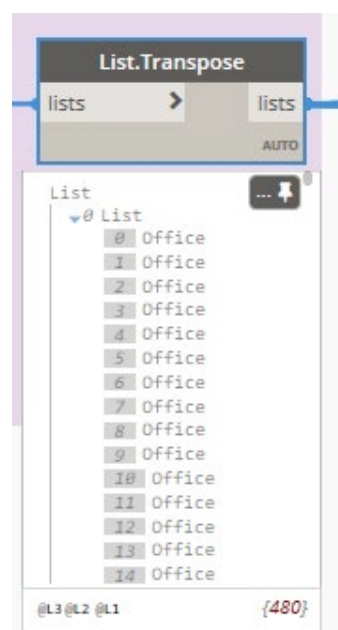 List.Transpose
lists > lists
AUTO
List ...
0 List
0 Office
1 Office
2 Office
3 Office
4 Office
5 Office
6 Office
7 Office
8 Office
9 Office
10 Office
11 Office
12 Office
13 Office
14 Office
@L3 @L2 @L1 {480}